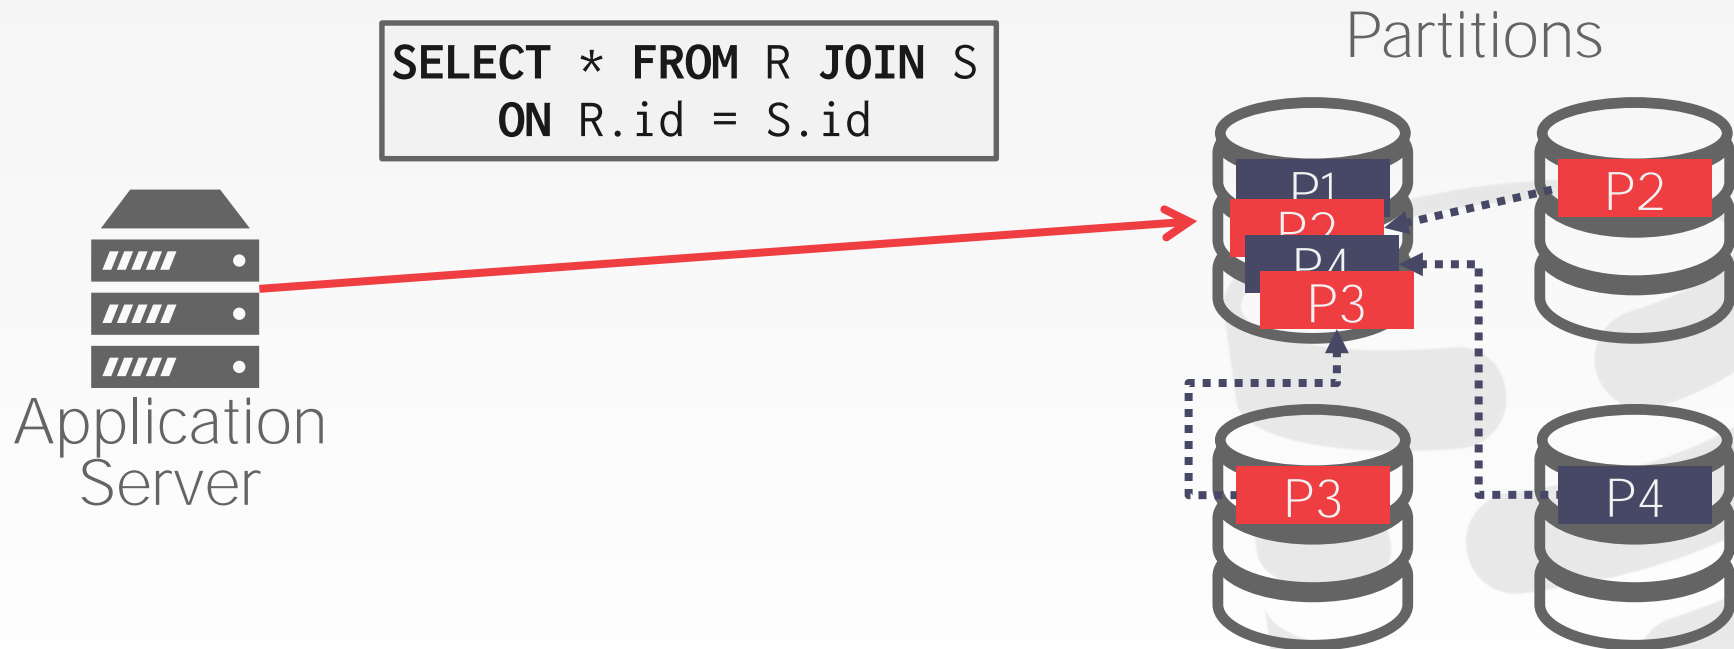 SELECT * FROM R JOIN S
ON R.id = S.id
Partitions
P1
P2
P4
P3
P2
Application
Server
P3
P4